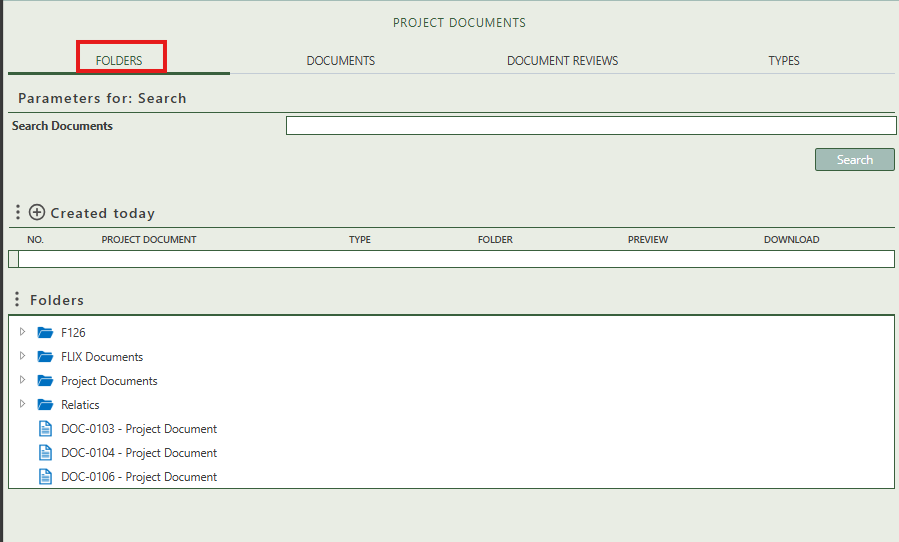 PROJECT DOCUMENTS
FOLDERS DOCUMENTS DOCUMENT REVIEWS TYPES
Parameters for: Search
Search Documents
Search
Created today
NO. PROJECT DOCUMENT TYPE FOLDER PREVIEW DOWNLOAD
Folders
F126
FLIX Documents
Project Documents
Relatics
DOC-0103 - Project Document
DOC-0104 - Project Document
DOC-0106 - Project Document